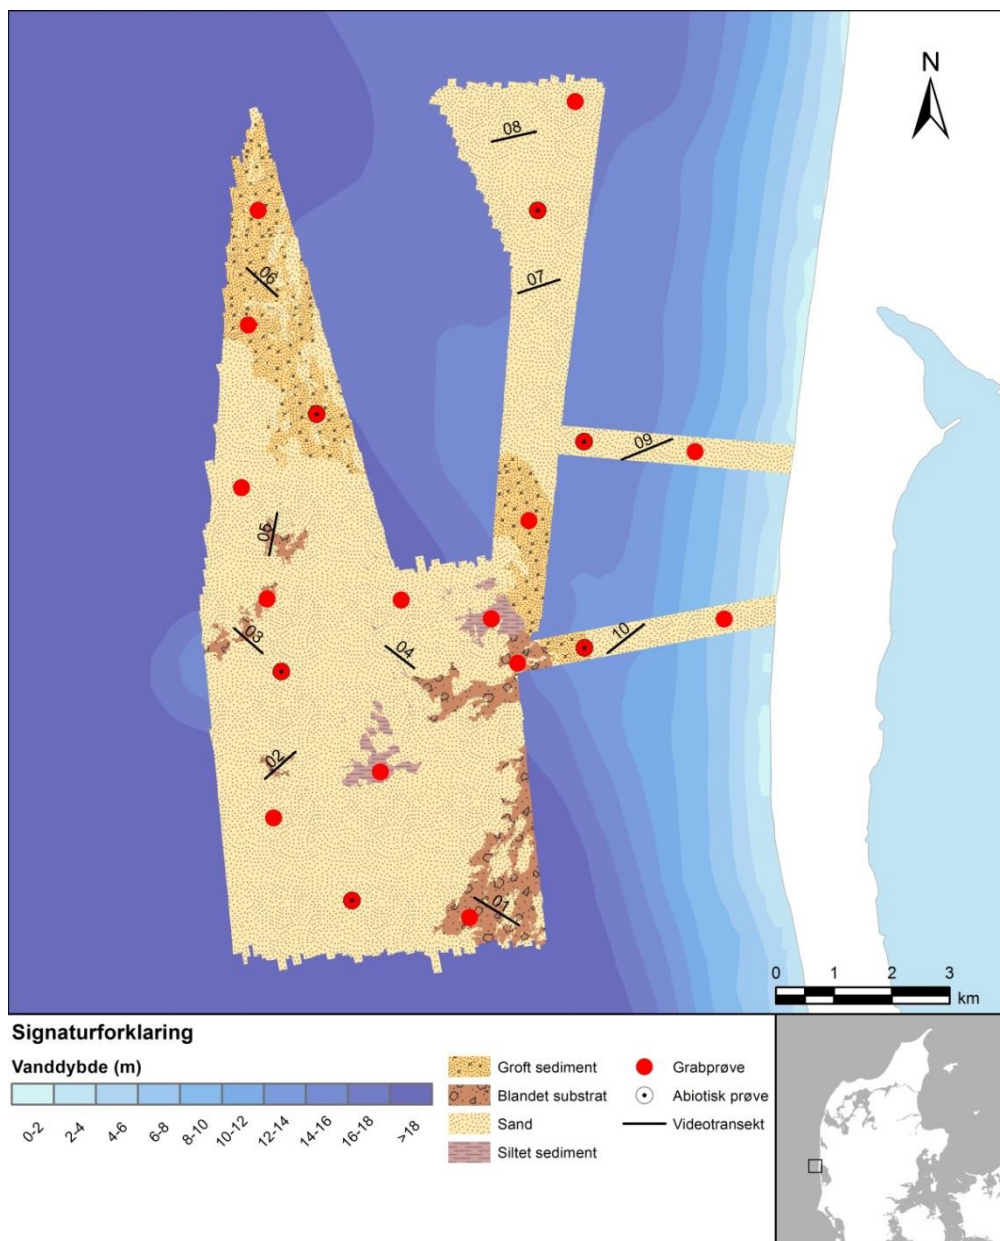 N
08
07
06
09
05
03
04
10
02
01
0 1 2 3
km
Signaturforklaring
Vanddybde (m)
0-2 2-4 4-6 6-8 8-10 10-12 12-14 14-16 16-18 >18
Groft sediment
Blandet substrat
Sand
Siltet sediment
Grabprøve
Abiotisk prøve
Videotransekt